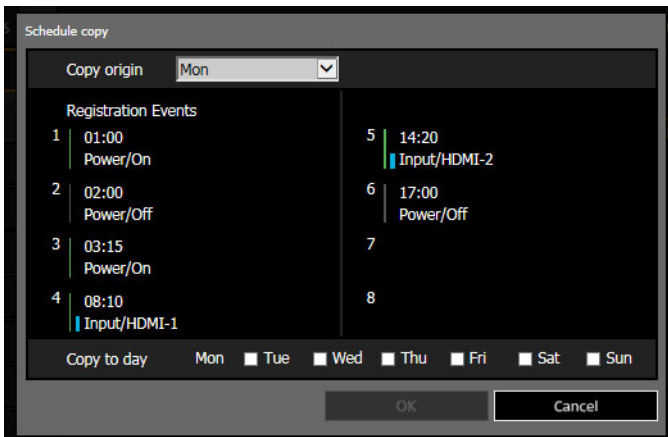 Schedule copy
Copy origin Mon
Registration Events
1 01:00
Power/On
2 02:00
Power/Off
3 03:15
Power/On
4 08:10
Input/HDMI-1
5 14:20
Input/HDMI-2
6 17:00
Power/Off
7
8
Copy to day Mon Tue Wed Thu Fri Sat Sun
OK Cancel